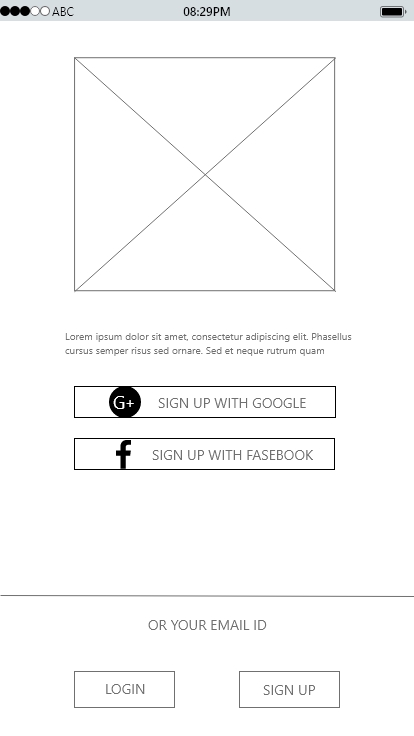 ABC 08:29PM
Lorem ipsum dolor sit amet, consectetur adipiscing elit. Phasellus
cursus semper risus sed ornare. Sed et neque rutrum quam
G+ SIGN UP WITH GOOGLE
f SIGN UP WITH FASEBOOK
OR YOUR EMAIL ID
LOGIN SIGN UP